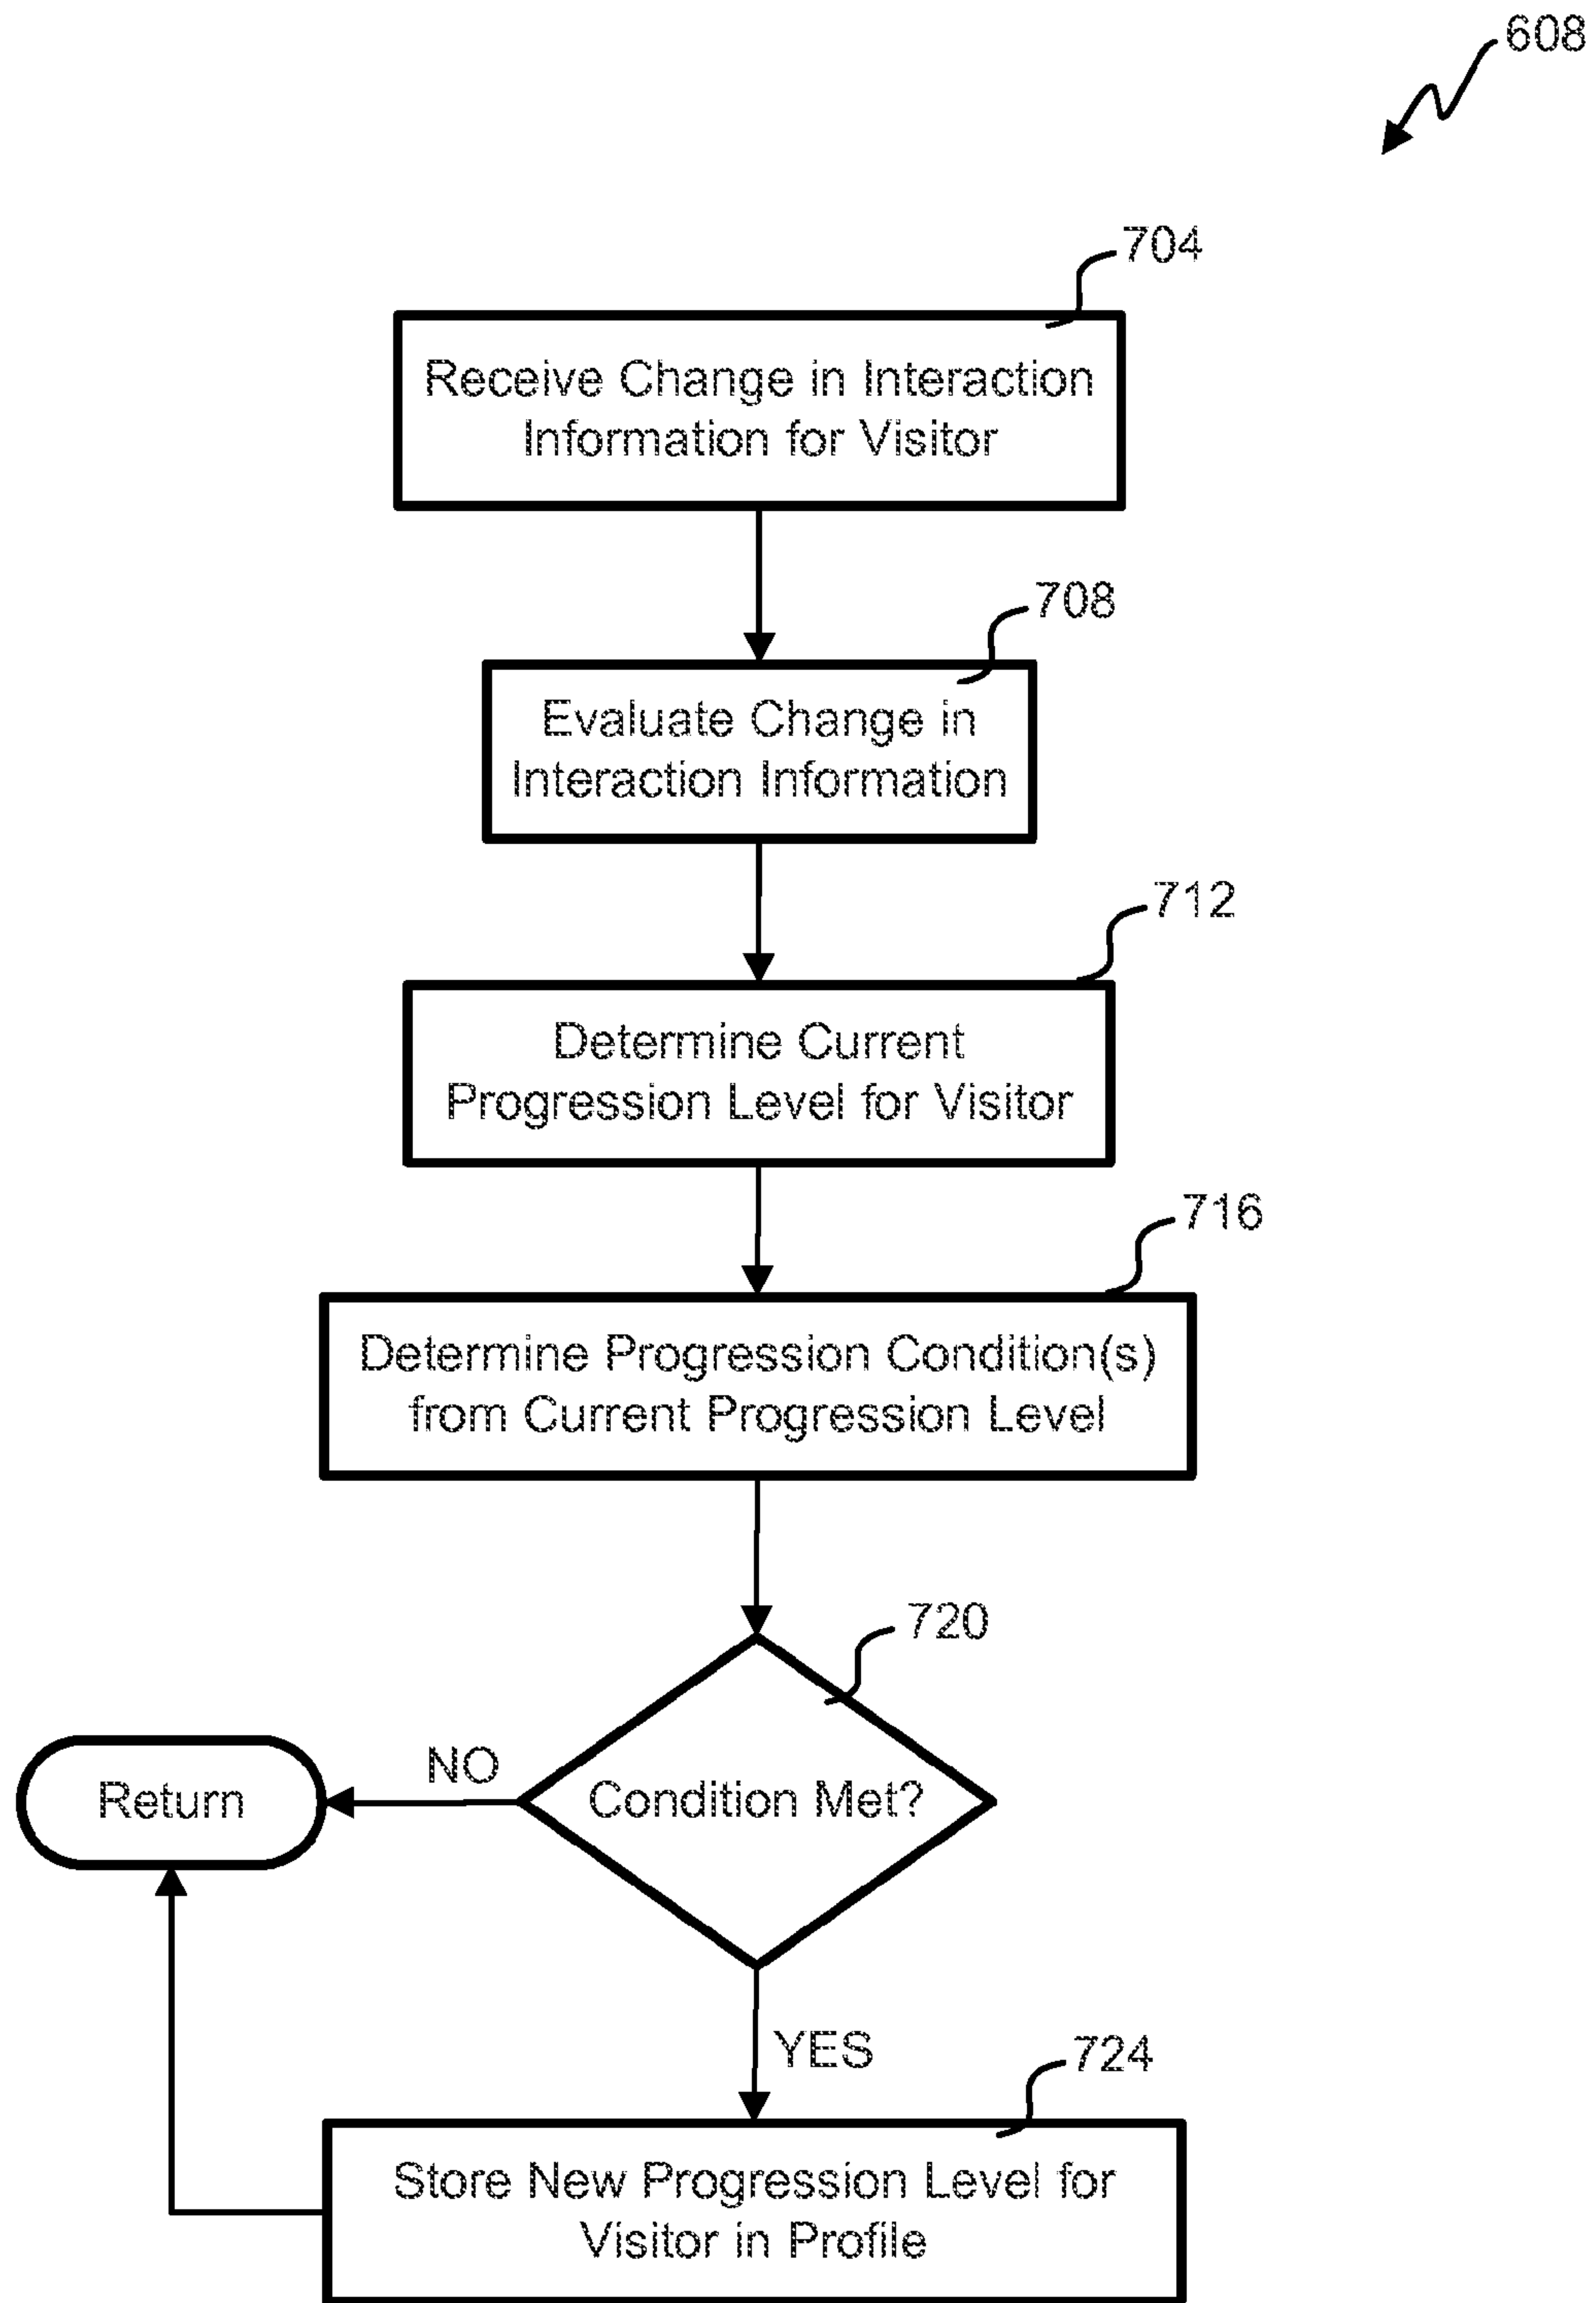 608
704
Receive Change in Interaction
Information for Visitor
708
Evaluate Change in
Interaction Information
712
Determine Current
Progression Level for Visitor
716
Determine Progression Condition(s)
from Current Progression Level
720
Condition Met?
NO
Return
YES
724
Store New Progression Level for
Visitor in Profile